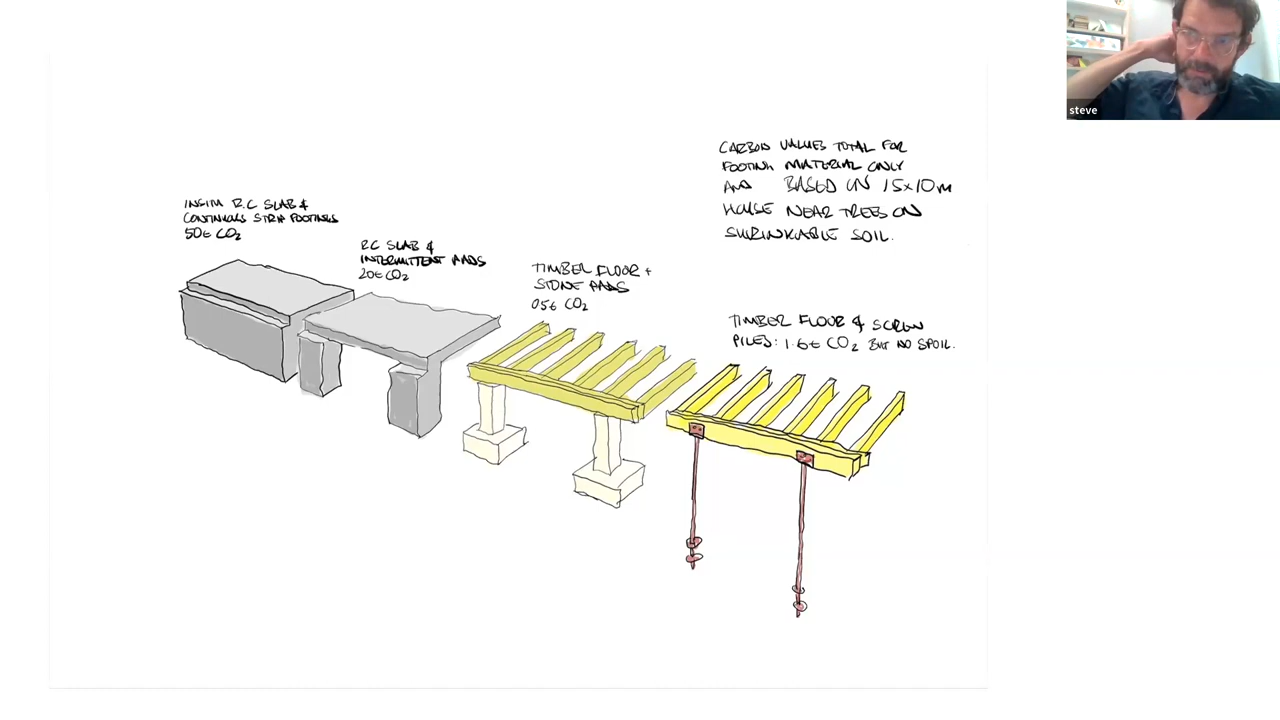 INSITU R.C SLAB &
CONTINUOUS STRIP FOOTINGS
50t CO2
RC SLAB &
INTERMITTENT PADS
20t CO2
TIMBER FLOOR +
STONE PADS
05t CO2
CARBON VALUES TOTAL FOR
FOOTING MATERIAL ONLY
AND BASED ON 15x10m
HOUSE NEAR TREES ON
SHRINKABLE SOIL.
TIMBER FLOOR & SCREW
PILES: 1.6t CO2 BUT NO SPOIL.
steve